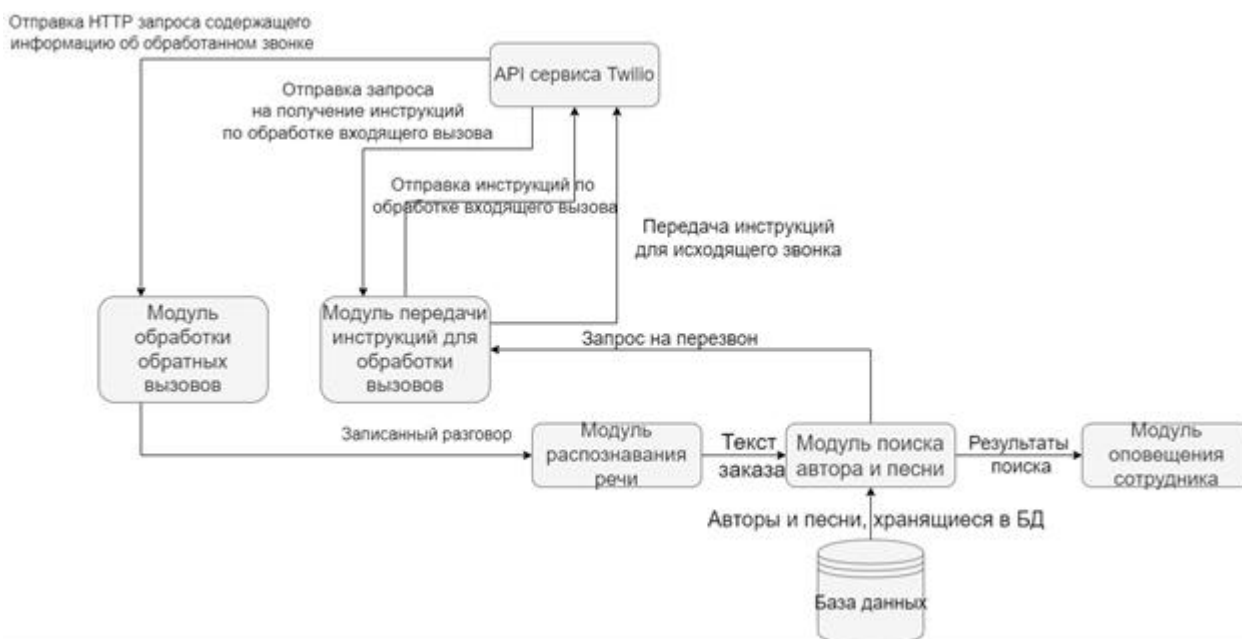 Отправка HTTP запроса содержащего
информацию об обработанном звонке
API сервиса Twilio
Отправка запроса
на получение инструкций
по обработке входящего вызова
Отправка инструкций по
обработке входящего вызова
Передача инструкций
для исходящего звонка
Модуль
обработки
обратных
вызовов
Модуль передачи
инструкций для
обработки
вызовов
Запрос на перезвон
Записанный разговор
Модуль
распознавания
речи
Текст
заказа
Модуль поиска
автора и песни
Результаты
поиска
Модуль
оповещения
сотрудника
Авторы и песни, хранящиеся в БД
База данных